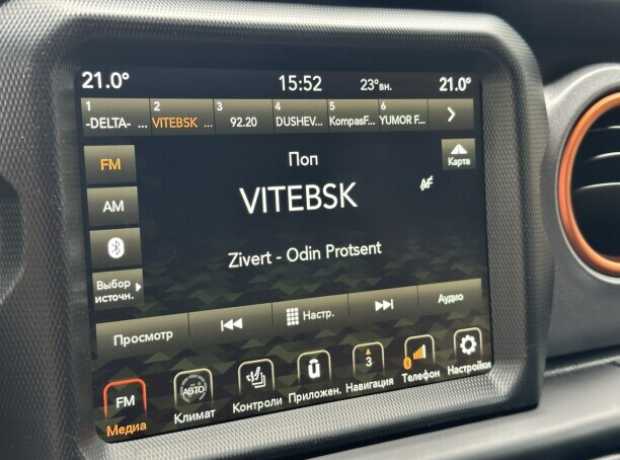 21.0° 15:52 23°вн. 21.0°
1 2 3 4 5 6
-DELTA- ... VITEBSK ... 92.20 DUSHEV... KompasF... YUMOR F...
FM Поп Карта
AM VITEBSK
Zivert - Odin Protsent
Выбор
источн.
Просмотр Настр. Аудио
FM АВТО 3
Медиа Климат Контроли Приложен. Навигация Телефон Настройки